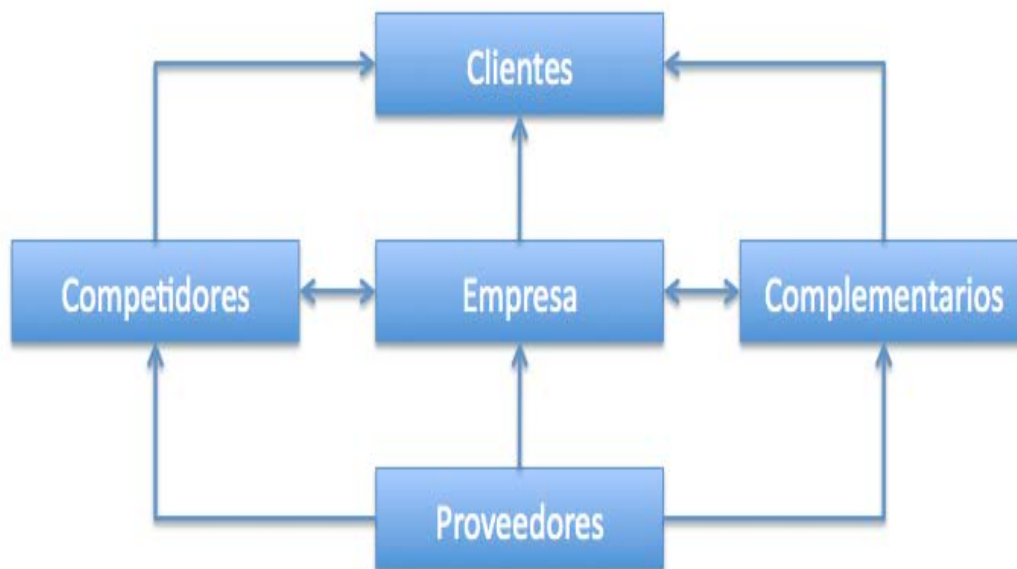 Clientes
Competidores
Empresa
Complementarios
Proveedores